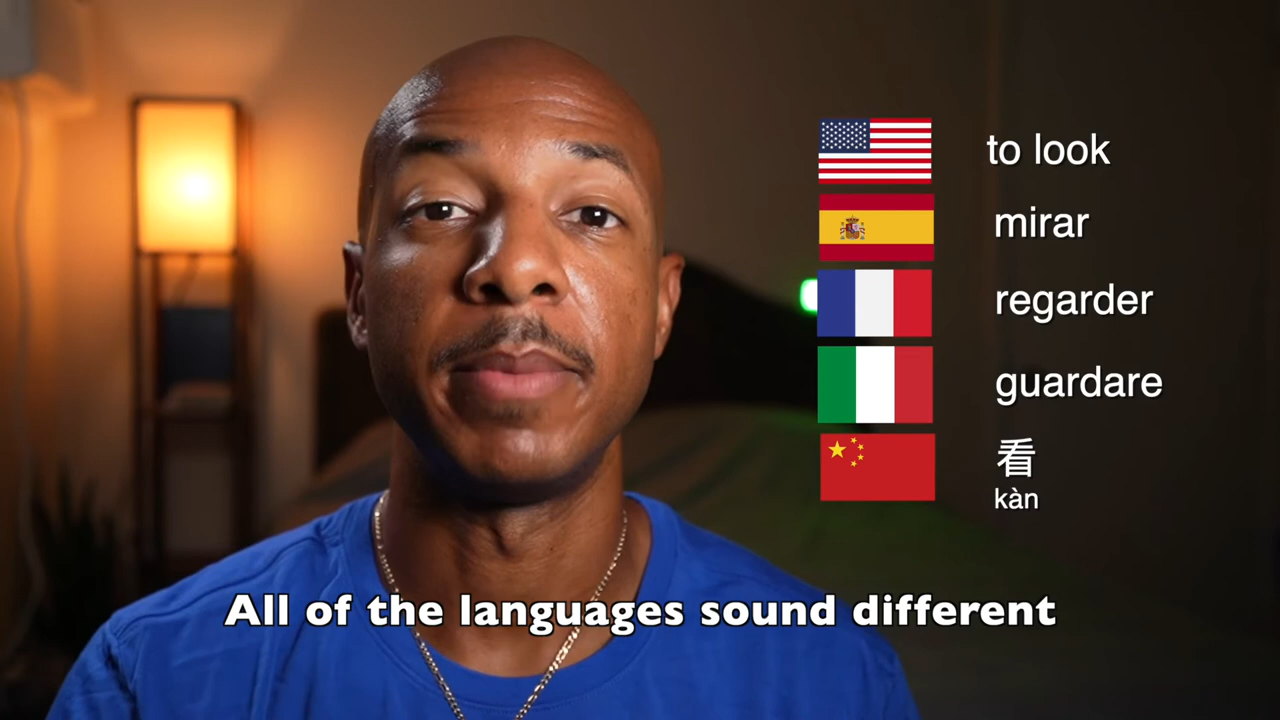 to look
mirar
regarder
guardare
看
kàn
All of the languages sound different